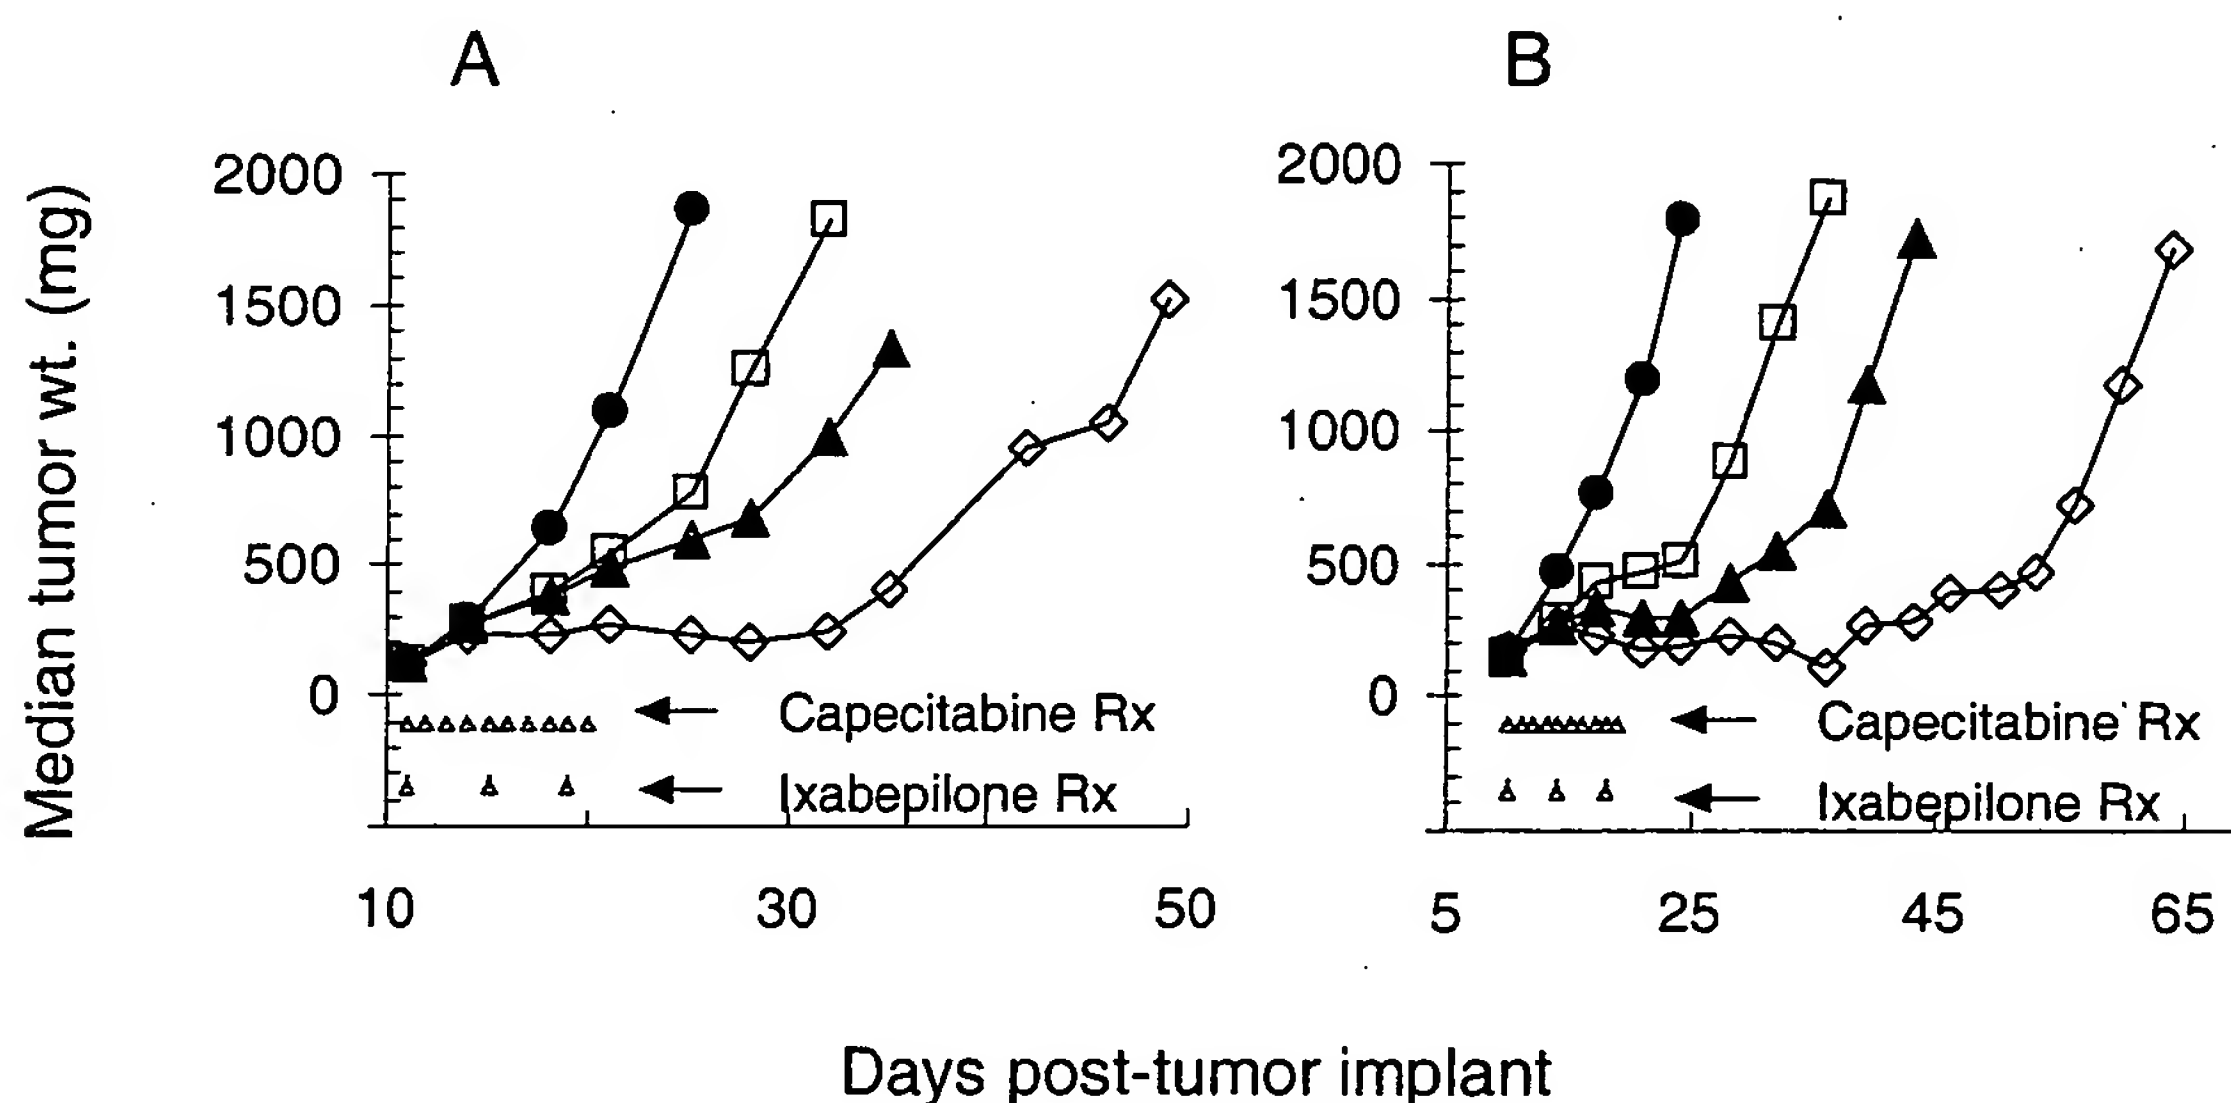 A
B
Median tumor wt. (mg)
2000
1500
1000
500
0
Capecitabine Rx
Ixabepilone Rx
10
30
50
2000
1500
1000
500
0
Capecitabine Rx
Ixabepilone Rx
5
25
45
65
Days post-tumor implant